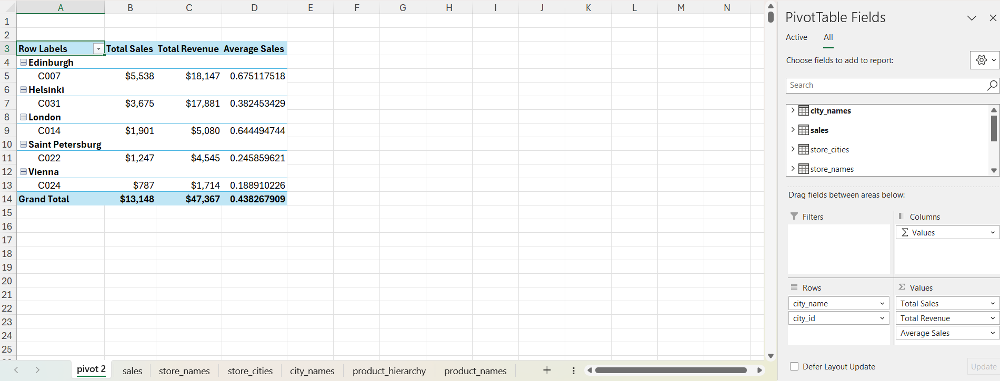 A B C D E F G H I J K L M N
1
2
3 Row Labels Total Sales Total Revenue Average Sales
4 Edinburgh
5 C007 $5,538 $18,147 0.675117518
6 Helsinki
7 C031 $3,675 $17,881 0.382453429
8 London
9 C014 $1,901 $5,080 0.644494744
10 Saint Petersburg
11 C022 $1,247 $4,545 0.245859621
12 Vienna
13 C024 $787 $1,714 0.188910226
14 Grand Total $13,148 $47,367 0.438267909
15
16
17
18
19
20
21
22
23
24
25
pivot 2 sales store_names store_cities city_names product_hierarchy product_names
PivotTable Fields
Active All
Choose fields to add to report:
Search
city_names
sales
store_cities
store_names
Drag fields between areas below:
Filters Columns
Σ Values
Rows Σ Values
city_name Total Sales
city_id Total Revenue
Average Sales
Defer Layout Update Update